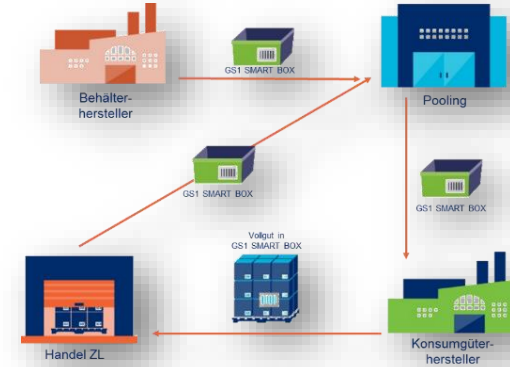 GS1 SMART BOX
Behälter-
hersteller
Pooling
GS1 SMART BOX
GS1 SMART BOX
Vollgut in
GS1 SMART BOX
Handel ZL
Konsumgüter-
hersteller